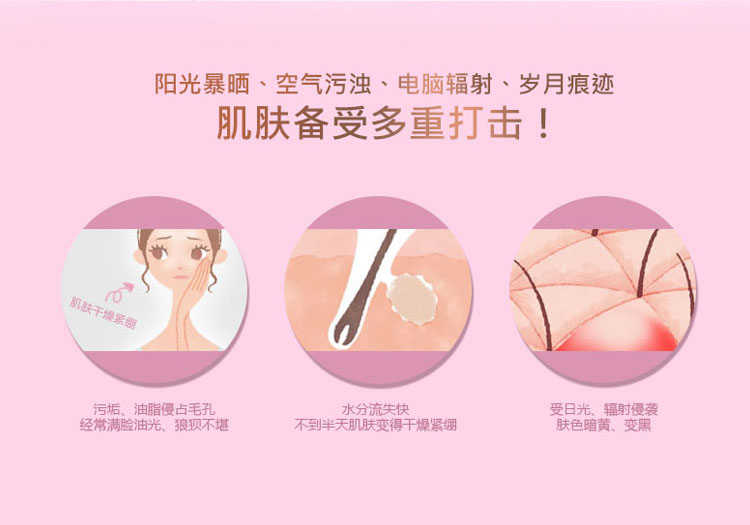 阳光暴晒、空气污浊、电脑辐射、岁月痕迹
肌肤备受多重打击！
肌肤干燥紧绷
污垢、油脂侵占毛孔
经常满脸油光、狼狈不堪
水分流失快
不到半天肌肤变得干燥紧绷
受日光、辐射侵袭
肤色暗黄、变黑